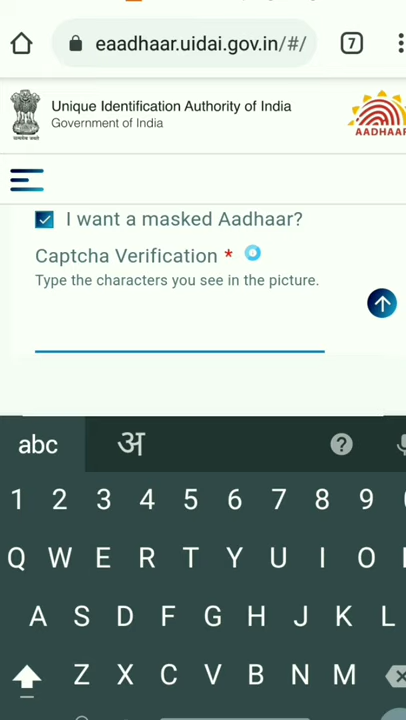 eaadhaar.uidai.gov.in/#/
7
Unique Identification Authority of India
Government of India
AADHAAR
I want a masked Aadhaar?
Captcha Verification *
Type the characters you see in the picture.
abc अ ?
1 2 3 4 5 6 7 8 9
Q W E R T Y U I O
A S D F G H J K L
Z X C V B N M